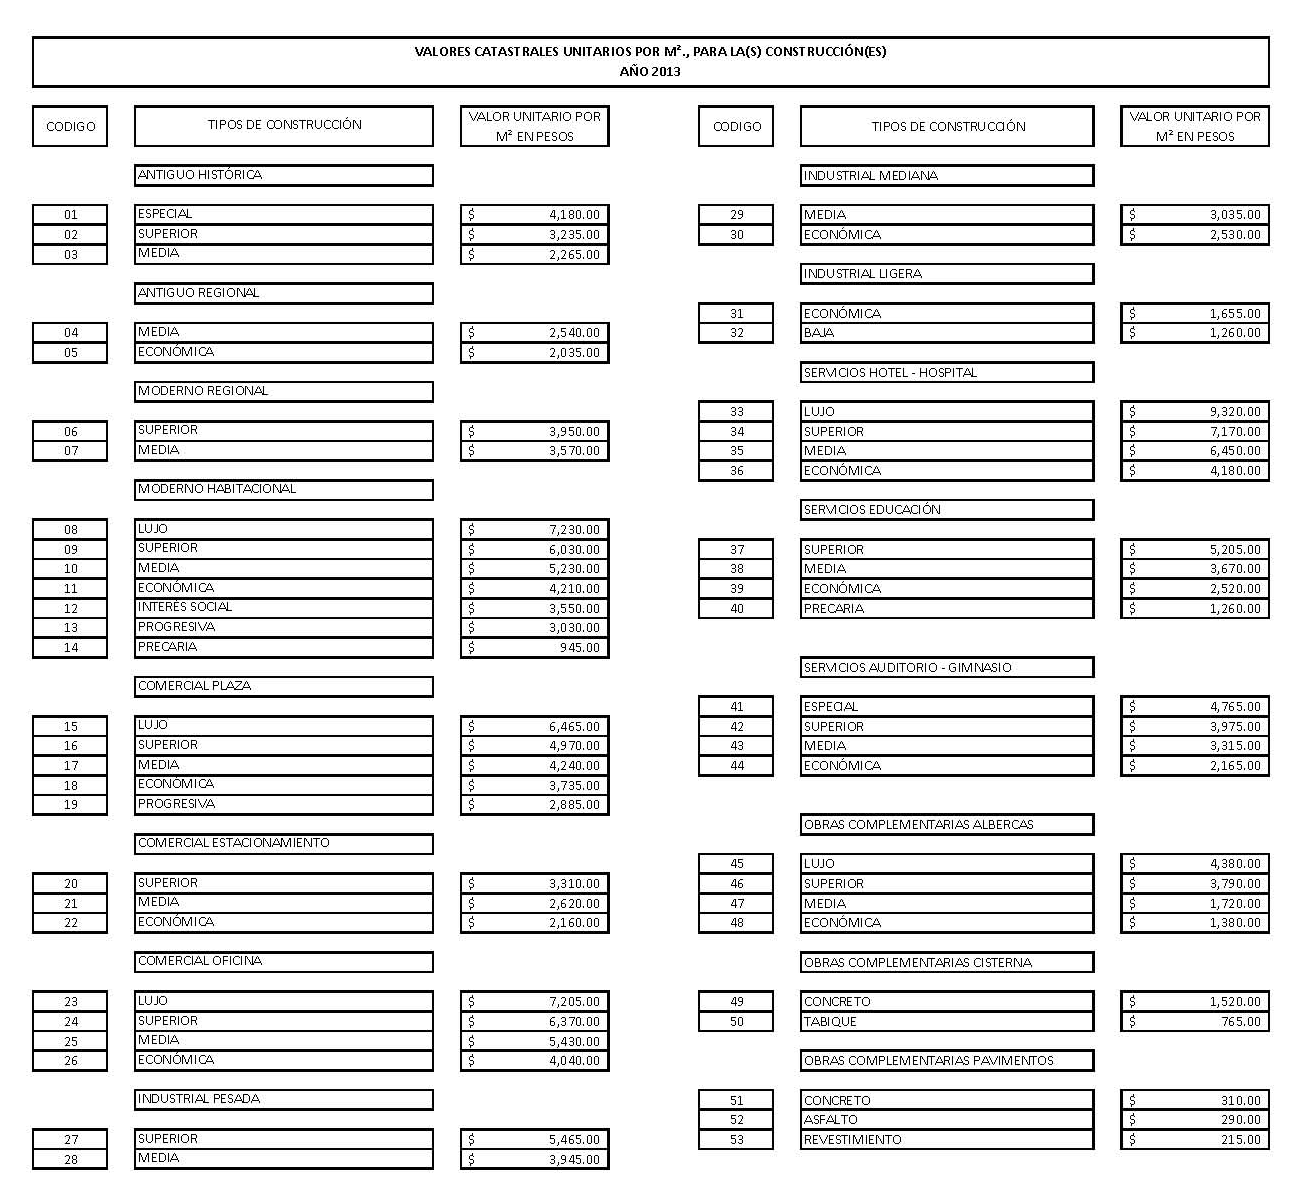 VALORES CATASTRALES UNITARIOS POR M²., PARA LA(S) CONSTRUCCIÓN(ES)
AÑO 2013
CODIGO TIPOS DE CONSTRUCCIÓN VALOR UNITARIO POR M² EN PESOS
ANTIGUO HISTÓRICA
01 ESPECIAL $ 4,180.00
02 SUPERIOR $ 3,235.00
03 MEDIA $ 2,265.00
ANTIGUO REGIONAL
04 MEDIA $ 2,540.00
05 ECONÓMICA $ 2,035.00
MODERNO REGIONAL
06 SUPERIOR $ 3,950.00
07 MEDIA $ 3,570.00
MODERNO HABITACIONAL
08 LUJO $ 7,230.00
09 SUPERIOR $ 6,030.00
10 MEDIA $ 5,230.00
11 ECONÓMICA $ 4,210.00
12 INTERÉS SOCIAL $ 3,550.00
13 PROGRESIVA $ 3,030.00
14 PRECARIA $ 945.00
COMERCIAL PLAZA
15 LUJO $ 6,465.00
16 SUPERIOR $ 4,970.00
17 MEDIA $ 4,240.00
18 ECONÓMICA $ 3,735.00
19 PROGRESIVA $ 2,885.00
COMERCIAL ESTACIONAMIENTO
20 SUPERIOR $ 3,310.00
21 MEDIA $ 2,620.00
22 ECONÓMICA $ 2,160.00
COMERCIAL OFICINA
23 LUJO $ 7,205.00
24 SUPERIOR $ 6,370.00
25 MEDIA $ 5,430.00
26 ECONÓMICA $ 4,040.00
INDUSTRIAL PESADA
27 SUPERIOR $ 5,465.00
28 MEDIA $ 3,945.00
CODIGO TIPOS DE CONSTRUCCIÓN VALOR UNITARIO POR M² EN PESOS
INDUSTRIAL MEDIANA
29 MEDIA $ 3,035.00
30 ECONÓMICA $ 2,530.00
INDUSTRIAL LIGERA
31 ECONÓMICA $ 1,655.00
32 BAJA $ 1,260.00
SERVICIOS HOTEL - HOSPITAL
33 LUJO $ 9,320.00
34 SUPERIOR $ 7,170.00
35 MEDIA $ 6,450.00
36 ECONÓMICA $ 4,180.00
SERVICIOS EDUCACIÓN
37 SUPERIOR $ 5,205.00
38 MEDIA $ 3,670.00
39 ECONÓMICA $ 2,520.00
40 PRECARIA $ 1,260.00
SERVICIOS AUDITORIO - GIMNASIO
41 ESPECIAL $ 4,765.00
42 SUPERIOR $ 3,975.00
43 MEDIA $ 3,315.00
44 ECONÓMICA $ 2,165.00
OBRAS COMPLEMENTARIAS ALBERCAS
45 LUJO $ 4,380.00
46 SUPERIOR $ 3,790.00
47 MEDIA $ 1,720.00
48 ECONÓMICA $ 1,380.00
OBRAS COMPLEMENTARIAS CISTERNA
49 CONCRETO $ 1,520.00
50 TABIQUE $ 765.00
OBRAS COMPLEMENTARIAS PAVIMENTOS
51 CONCRETO $ 310.00
52 ASFALTO $ 290.00
53 REVESTIMIENTO $ 215.00